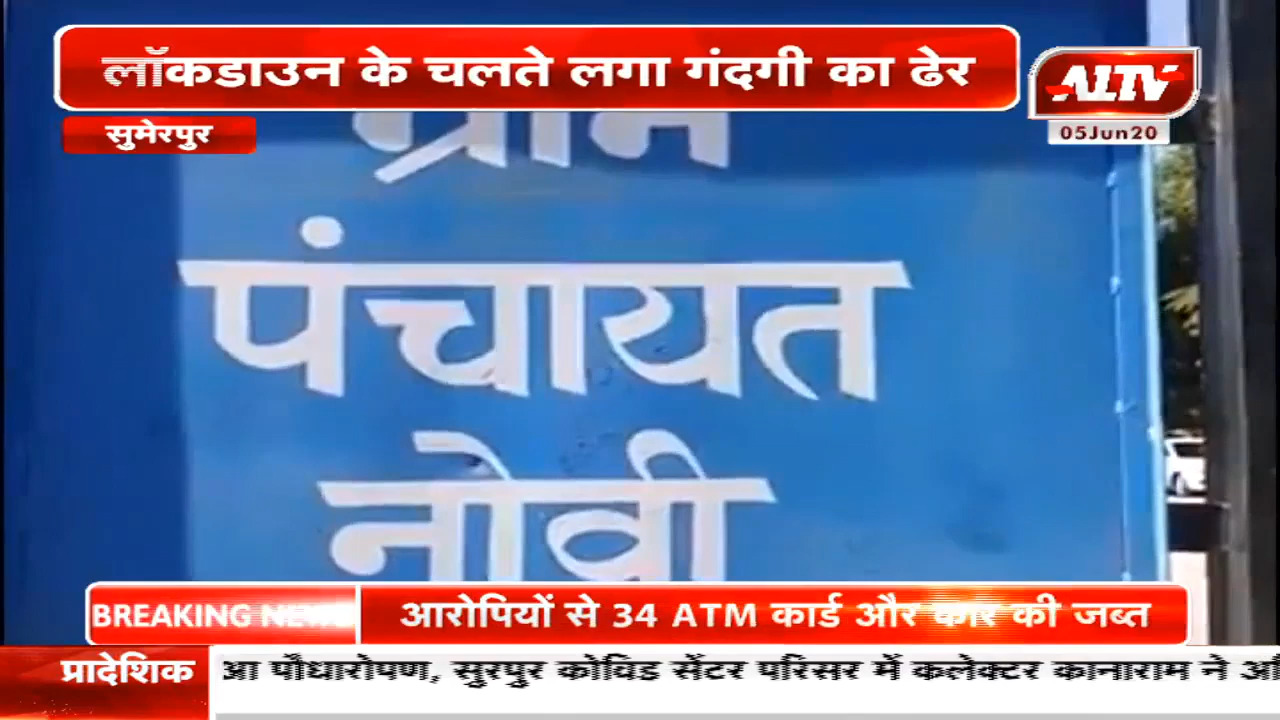 लॉकडाउन के चलते लगा गंदगी का ढेर
ALTV
05Jun20
सुमेरपुर
ग्राम
पंचायत
नोवी
BREAKING NEWS
आरोपियों से 34 ATM कार्ड और कार की जब्त
प्रादेशिक
आ पौधारोपण, सुरपुर कोविड सेंटर परिसर में कलेक्टर कानाराम ने